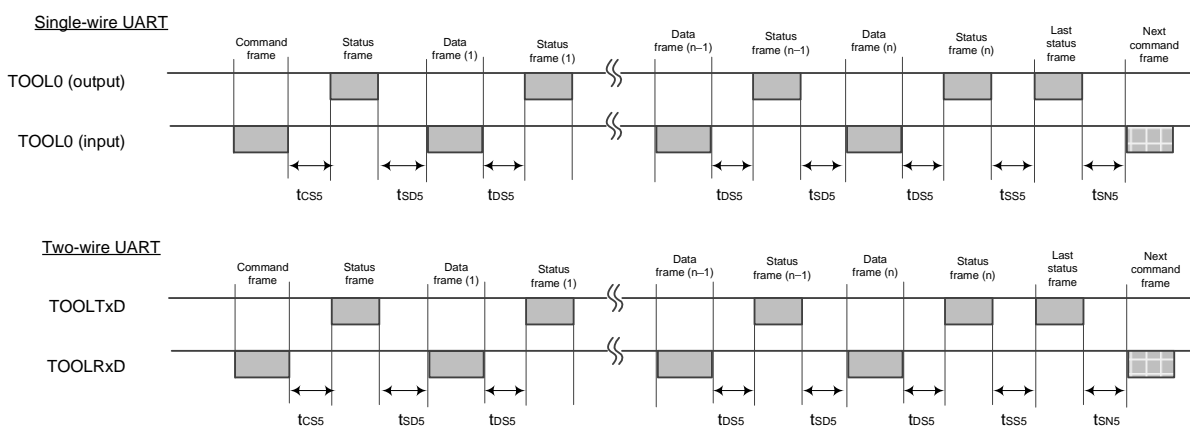 Single-wire UART
Command frame
Status frame
Data frame (1)
Status frame (1)
Data frame (n–1)
Status frame (n–1)
Data frame (n)
Status frame (n)
Last status frame
Next command frame
TOOL0 (output)
TOOL0 (input)
tCS5
tSD5
tDS5
tDS5
tSD5
tDS5
tSS5
tSN5
Two-wire UART
Command frame
Status frame
Data frame (1)
Status frame (1)
Data frame (n–1)
Status frame (n–1)
Data frame (n)
Status frame (n)
Last status frame
Next command frame
TOOLTxD
TOOLRxD
tCS5
tSD5
tDS5
tDS5
tSD5
tDS5
tSS5
tSN5